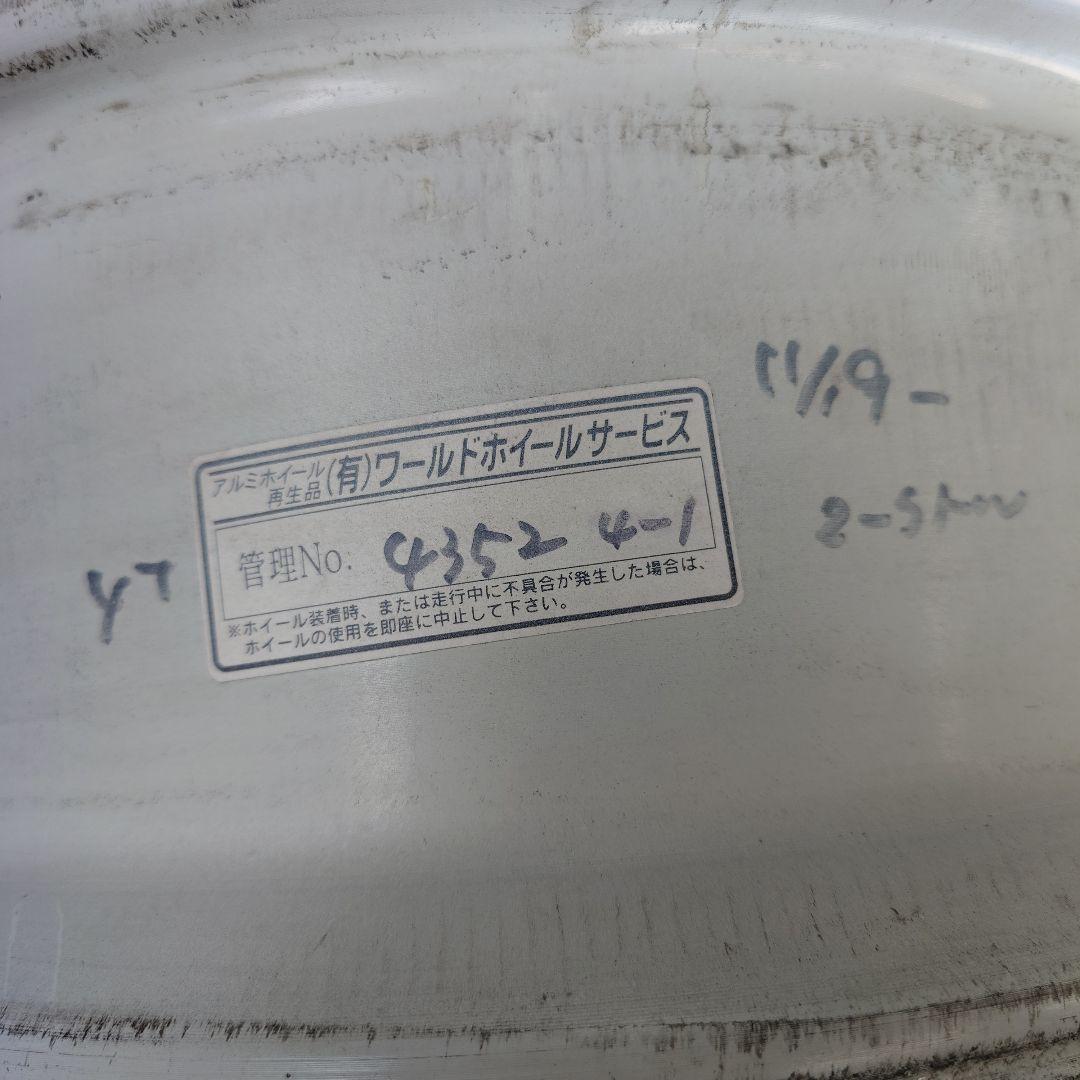 アルミホイール
再生品 (有)ワールドホイールサービス
管理No. 4352 4-1
※ホイール装着時、または走行中に不具合が発生した場合は、
ホイールの使用を即座に中止して下さい。
11/19-